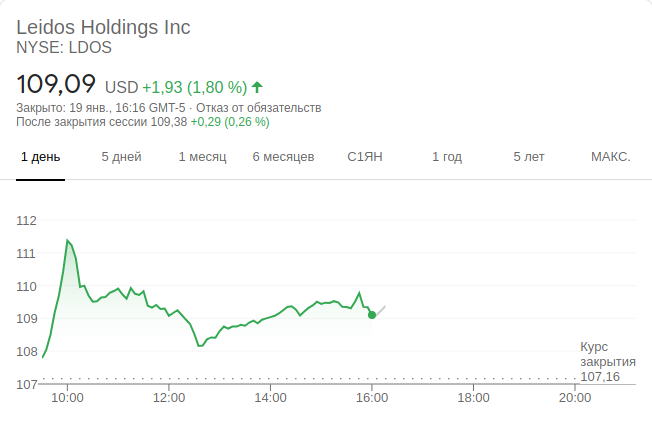 Leidos Holdings Inc
NYSE: LDOS
109,09 USD +1,93 (1,80 %)
Закрыто: 19 янв., 16:16 GMT-5 · Отказ от обязательств
После закрытия сессии 109,38 +0,29 (0,26 %)
1 день 5 дней 1 месяц 6 месяцев С1ЯН 1 год 5 лет МАКС.
112
111
110
109
108
107
Курс
закрытия
107,16
10:00 12:00 14:00 16:00 18:00 20:00